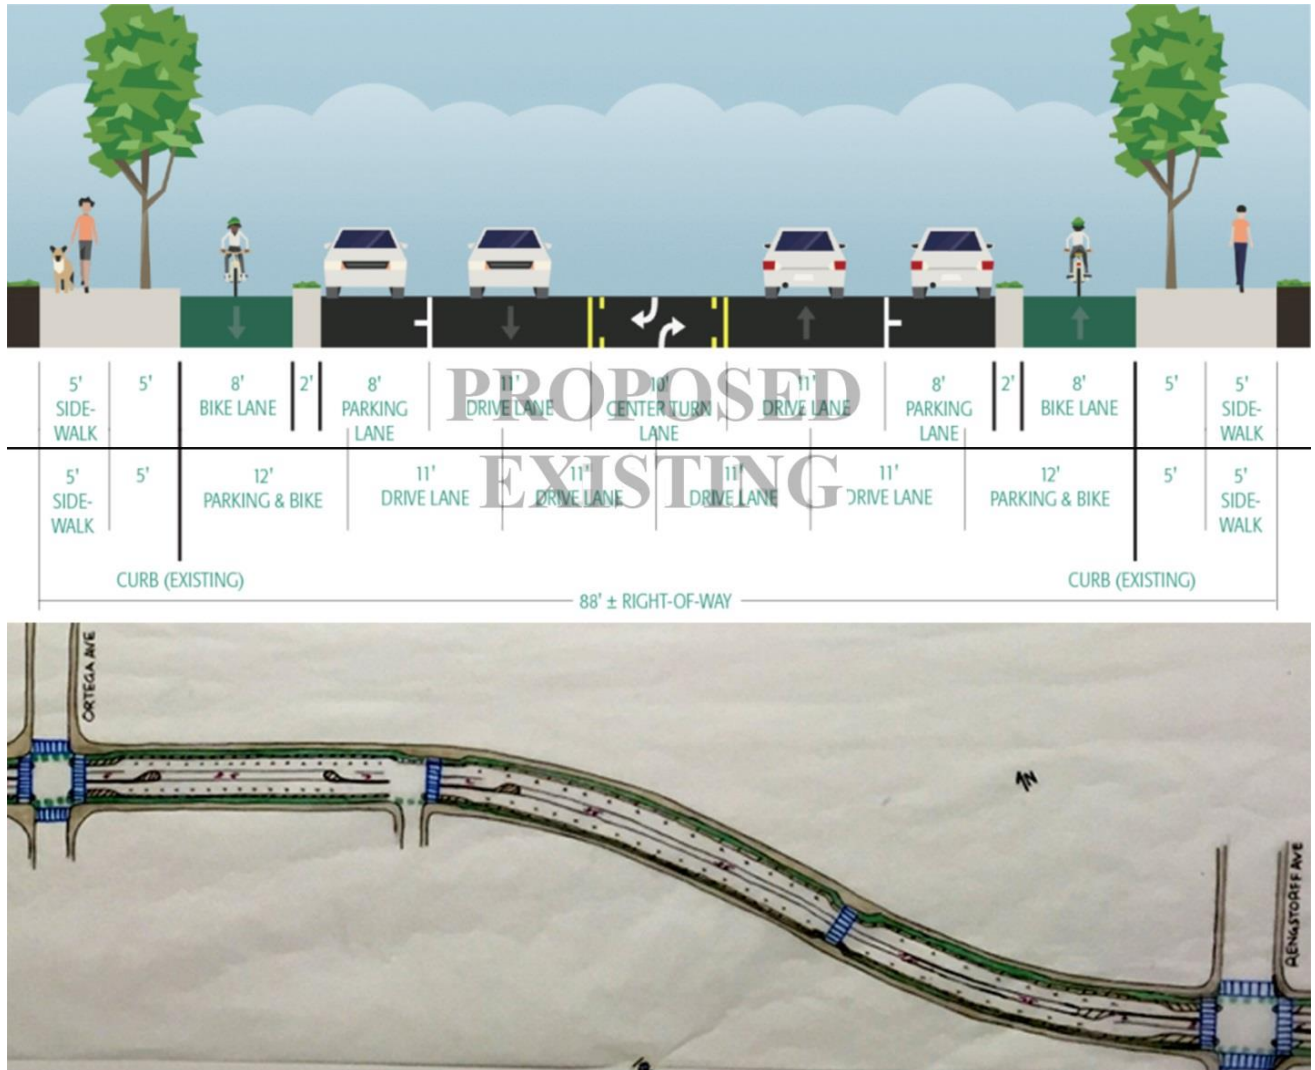 5' 5' 8' 2' 8' 11' 10' 11' 8' 2' 8' 5' 5'
SIDE- BIKE LANE PARKING DRIVE LANE CENTER TURN DRIVE LANE PARKING BIKE LANE SIDE-
WALK LANE LANE LANE WALK
PROPOSED
EXISTING
5' 5' 12' 11' 11' 11' 11' 12' 5' 5'
SIDE- PARKING & BIKE DRIVE LANE DRIVE LANE DRIVE LANE DRIVE LANE PARKING & BIKE SIDE-
WALK WALK
CURB (EXISTING) CURB (EXISTING)
88' ± RIGHT-OF-WAY
ORTEGA AVE
N
RENGSTORFF AVE